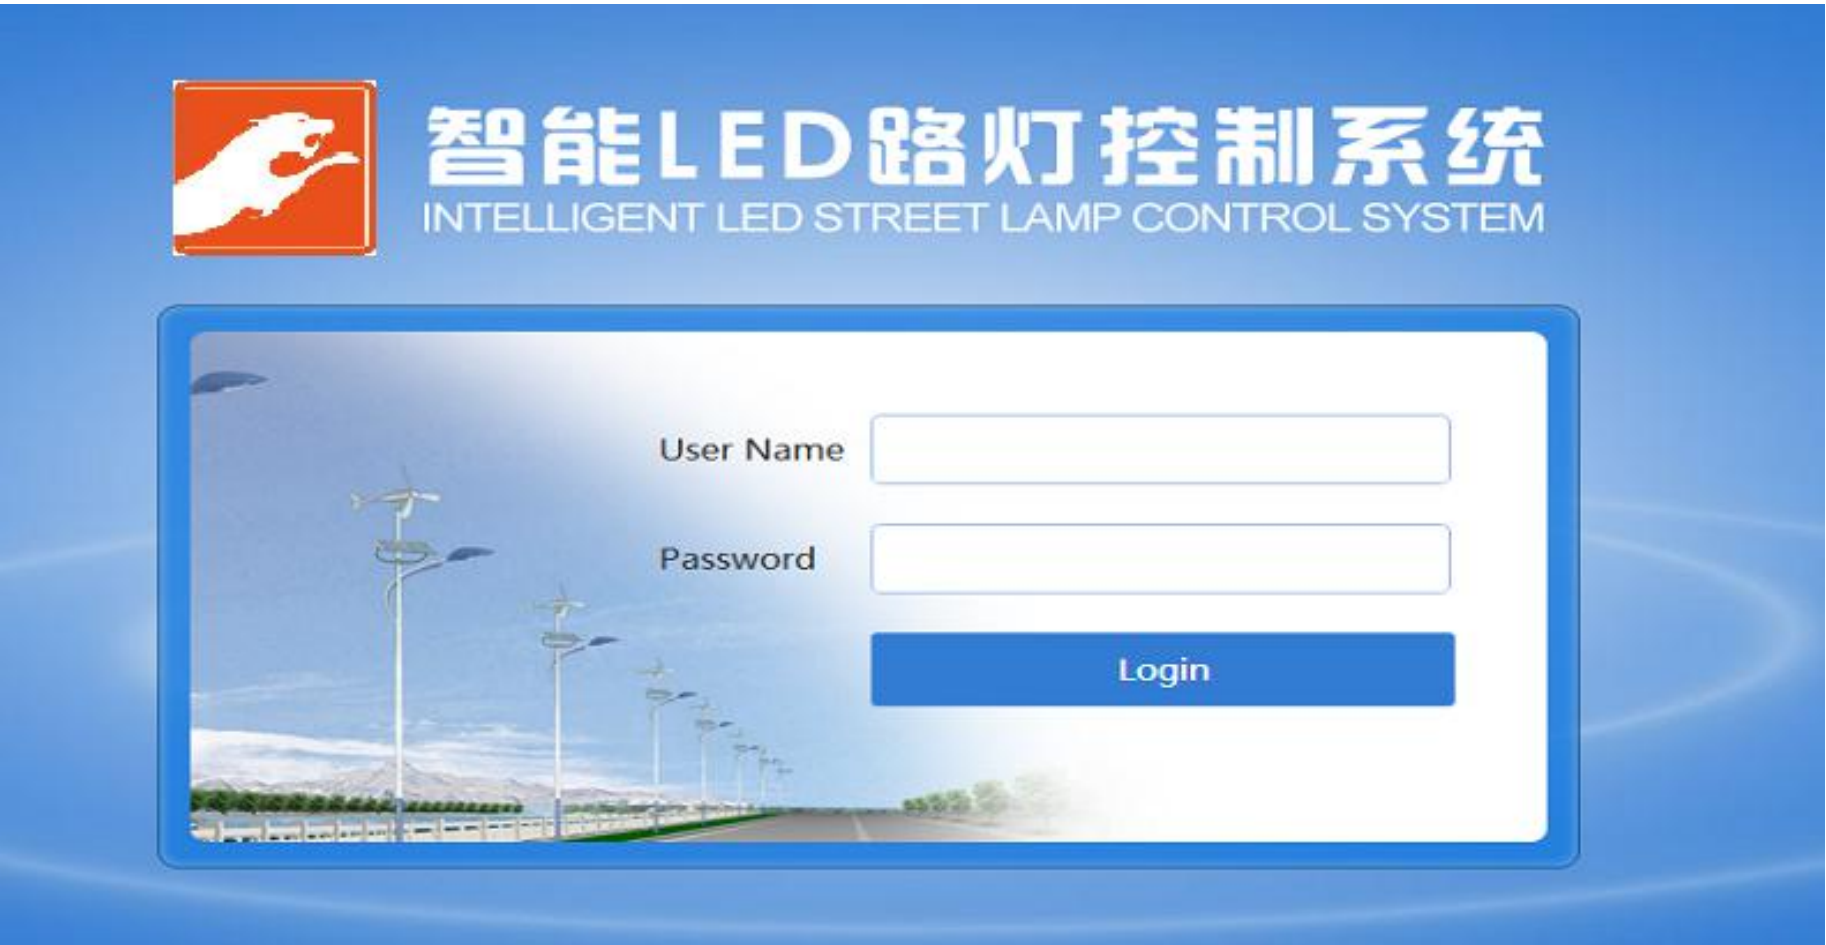 智能LED路灯控制系统
INTELLIGENT LED STREET LAMP CONTROL SYSTEM
User Name
Password
Login